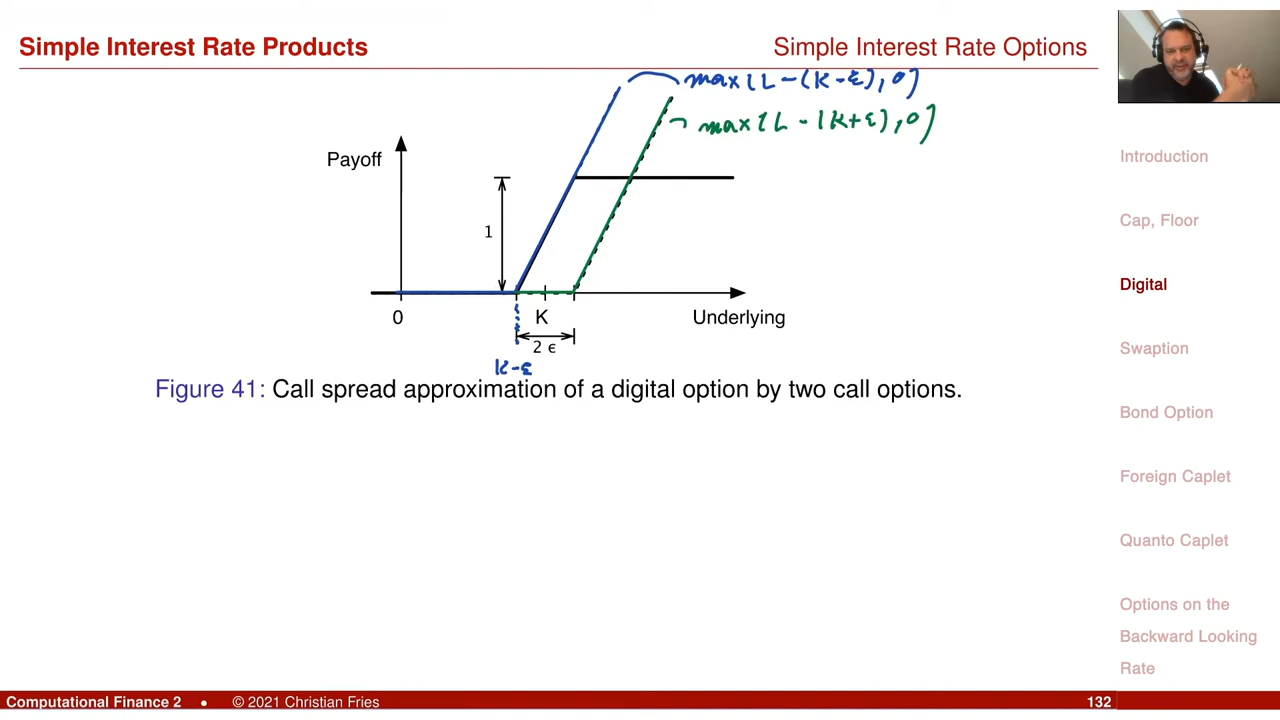 Simple Interest Rate Products
Simple Interest Rate Options
max(L-(K-ε),0)
max(L-(K+ε),0)
Payoff
1
0
K
Underlying
2 ϵ
K-ε
Figure 41: Call spread approximation of a digital option by two call options.
Introduction
Cap, Floor
Digital
Swaption
Bond Option
Foreign Caplet
Quanto Caplet
Options on the
Backward Looking
Rate
Computational Finance 2 • © 2021 Christian Fries
132